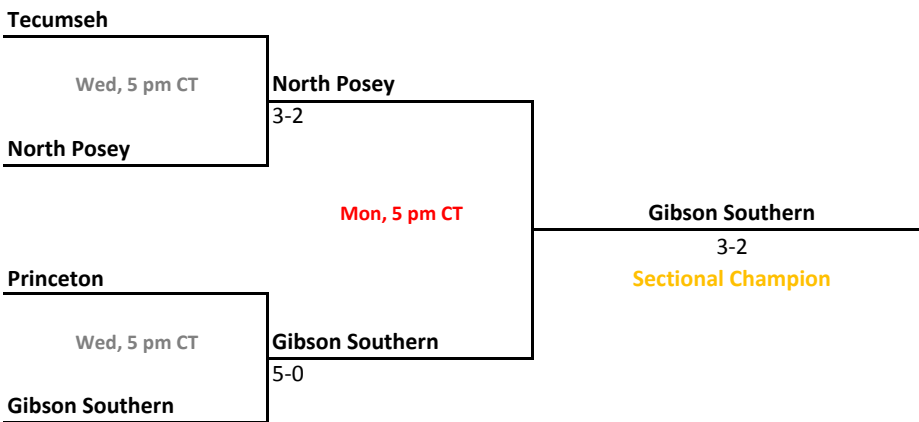 Tecumseh
Wed, 5 pm CT
North Posey
3-2
North Posey
Mon, 5 pm CT
Gibson Southern
3-2
Sectional Champion
Princeton
Wed, 5 pm CT
Gibson Southern
5-0
Gibson Southern